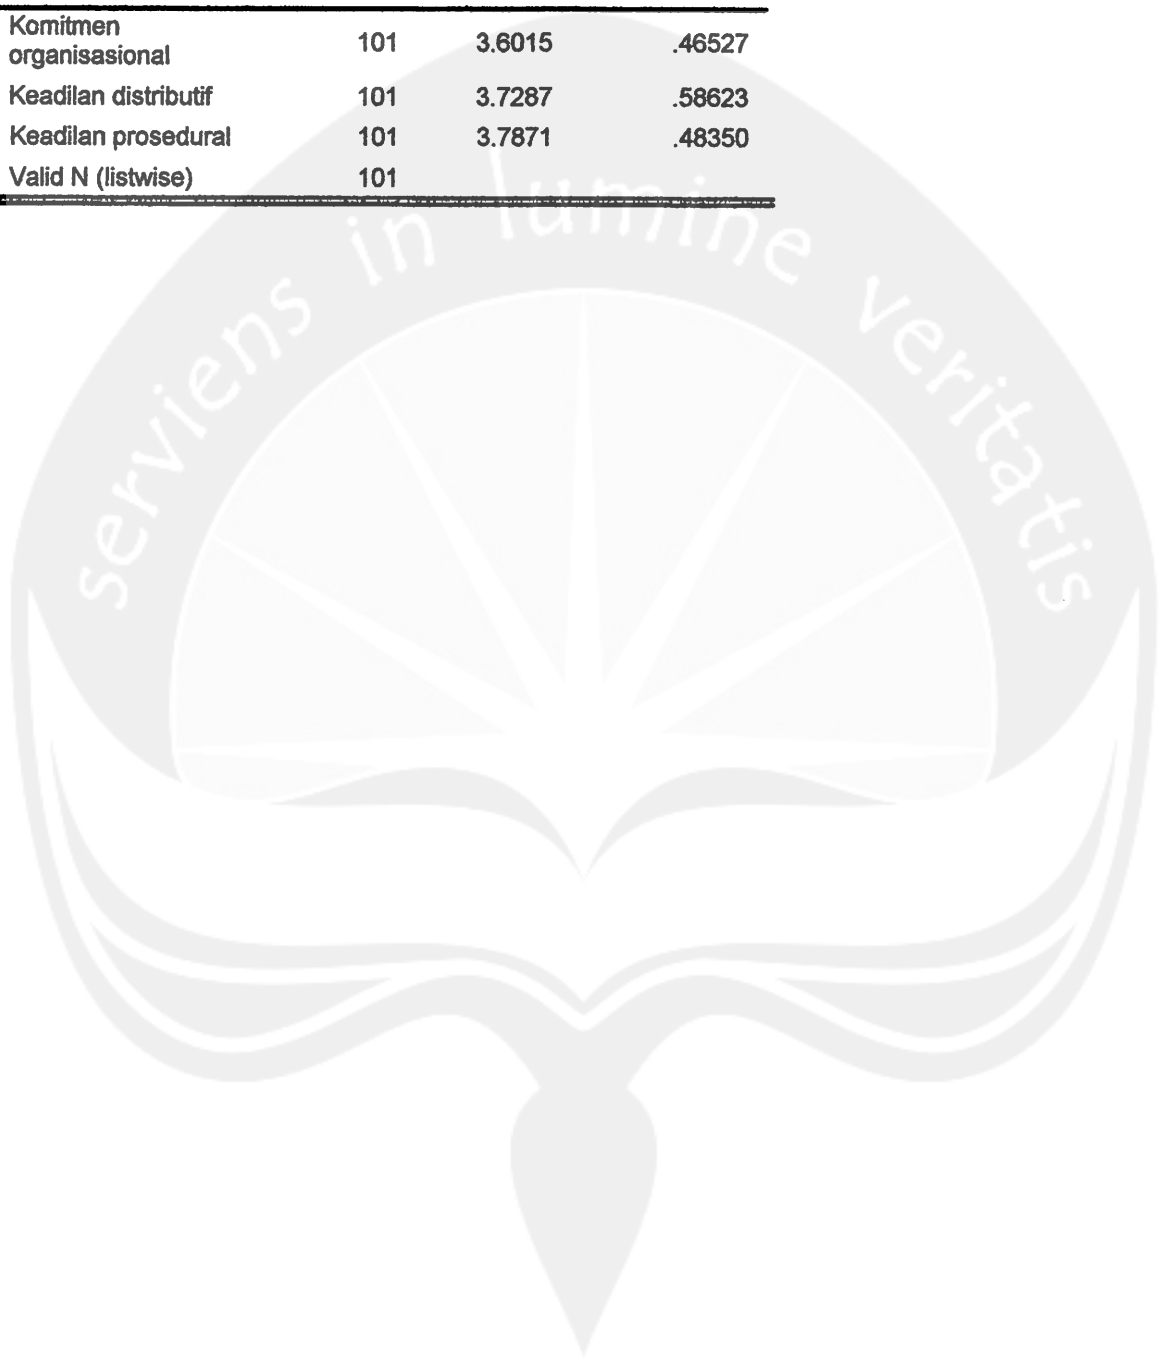 Komitmen
organisasional 101 3.6015 .46527
Keadilan distributif 101 3.7287 .58623
Keadilan prosedural 101 3.7871 .48350
Valid N (listwise) 101
serviens in lumine veritatis